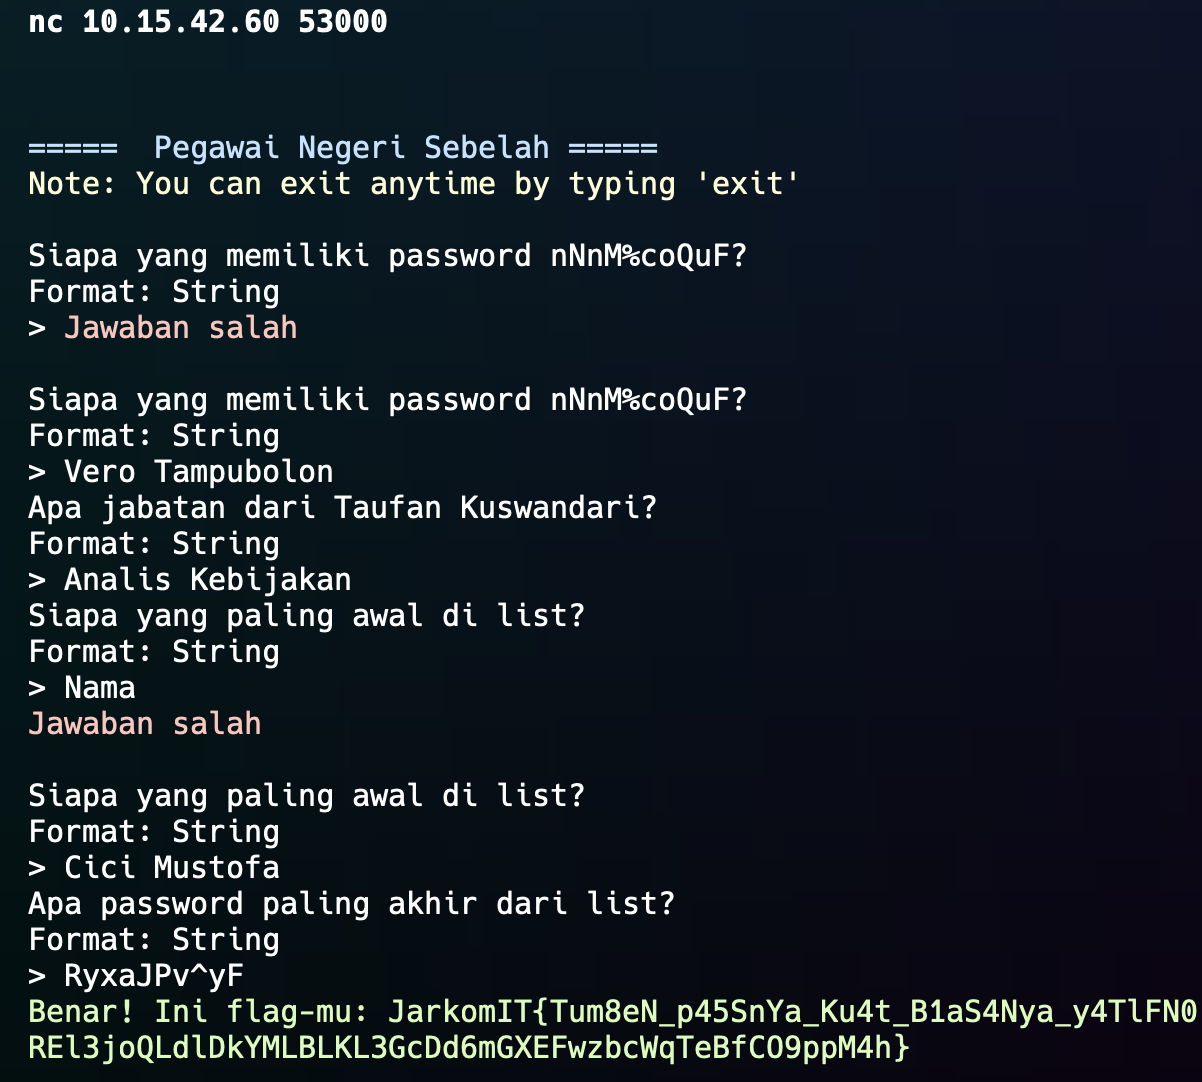 nc 10.15.42.60 53000
=====  Pegawai Negeri Sebelah =====
Note: You can exit anytime by typing 'exit'
Siapa yang memiliki password nNnM%coQuF?
Format: String
> Jawaban salah
Siapa yang memiliki password nNnM%coQuF?
Format: String
> Vero Tampubolon
Apa jabatan dari Taufan Kuswandari?
Format: String
> Analis Kebijakan
Siapa yang paling awal di list?
Format: String
> Nama
Jawaban salah
Siapa yang paling awal di list?
Format: String
> Cici Mustofa
Apa password paling akhir dari list?
Format: String
> RyxaJPv^yF
Benar! Ini flag-mu: JarkomIT{Tum8eN_p45SnYa_Ku4t_B1aS4Nya_y4TlFN0
REl3joQLdlDkYMLBLKL3GcDd6mGXEFwzbcWqTeBfCO9ppM4h}